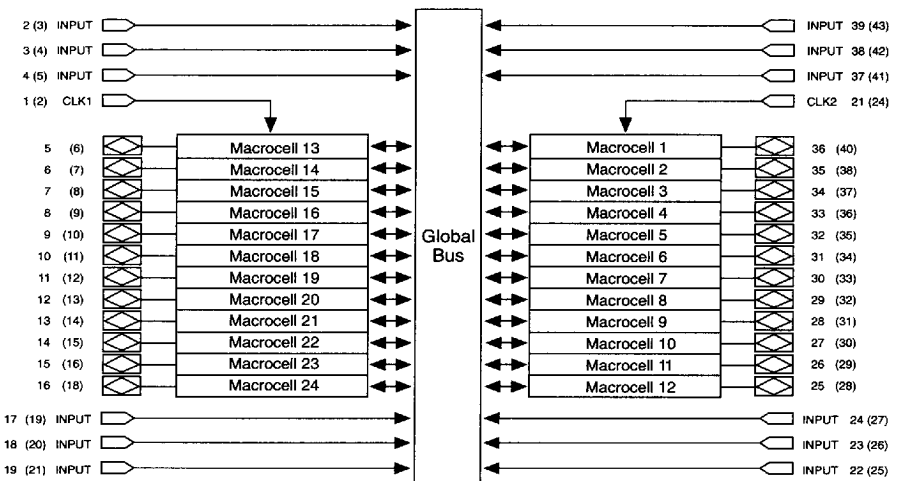 2 (3) INPUT INPUT 39 (43)
3 (4) INPUT INPUT 38 (42)
4 (5) INPUT INPUT 37 (41)
1 (2) CLK1 CLK2 21 (24)
5 (6) Macrocell 13 Macrocell 1 36 (40)
6 (7) Macrocell 14 Macrocell 2 35 (38)
7 (8) Macrocell 15 Macrocell 3 34 (37)
8 (9) Macrocell 16 Macrocell 4 33 (36)
9 (10) Macrocell 17 Global Macrocell 5 32 (35)
10 (11) Macrocell 18 Bus Macrocell 6 31 (34)
11 (12) Macrocell 19 Macrocell 7 30 (33)
12 (13) Macrocell 20 Macrocell 8 29 (32)
13 (14) Macrocell 21 Macrocell 9 28 (31)
14 (15) Macrocell 22 Macrocell 10 27 (30)
15 (16) Macrocell 23 Macrocell 11 26 (29)
16 (18) Macrocell 24 Macrocell 12 25 (28)
17 (19) INPUT INPUT 24 (27)
18 (20) INPUT INPUT 23 (26)
19 (21) INPUT INPUT 22 (25)